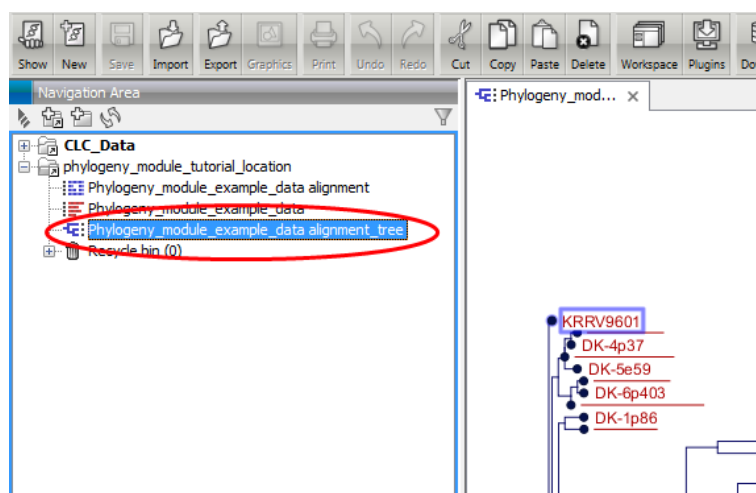 Show New Save Import Export Graphics Print Undo Redo Cut Copy Paste Delete Workspace Plugins
Navigation Area
Phylogeny_mod...
CLC_Data
phylogeny_module_tutorial_location
Phylogeny_module_example_data alignment
Phylogeny_module_example_data
Phylogeny_module_example_data alignment_tree
Recycle bin (0)
KRRV9601
DK-4p37
DK-5e59
DK-6p403
DK-1p86